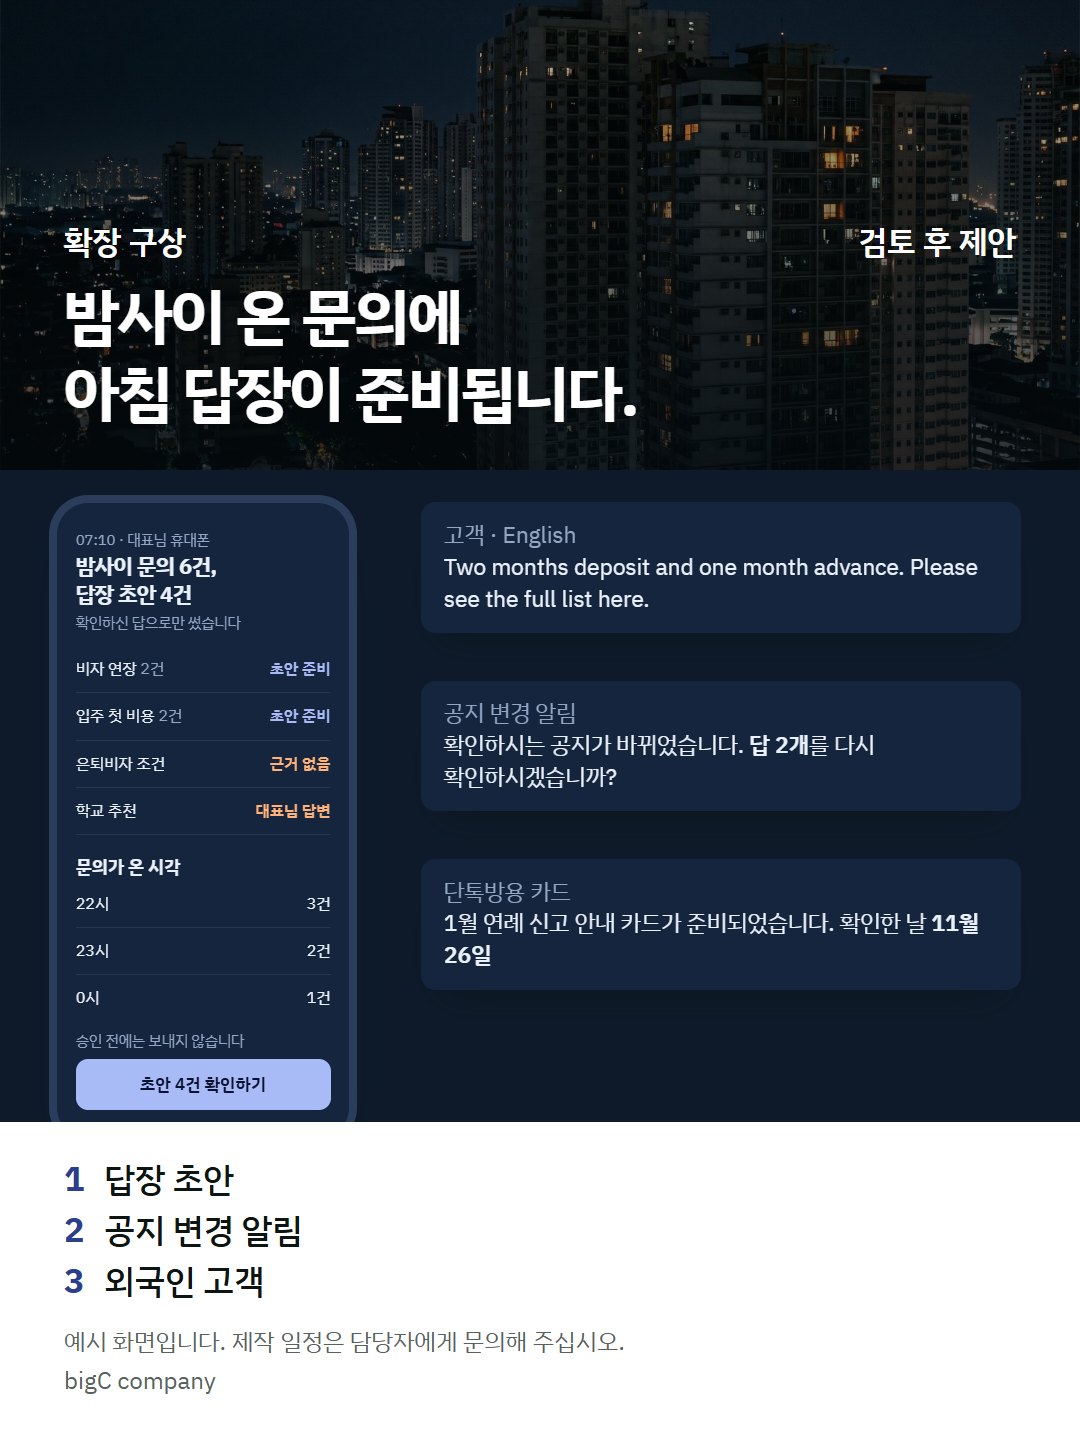 확장 구상
검토 후 제안
밤사이 온 문의에
아침 답장이 준비됩니다.
07:10 · 대표님 휴대폰
밤사이 문의 6건,
답장 초안 4건
확인하신 답으로만 썼습니다
비자 연장 2건 초안 준비
입주 첫 비용 2건 초안 준비
은퇴비자 조건 근거 없음
학교 추천 대표님 답변
문의가 온 시각
22시 3건
23시 2건
0시 1건
승인 전에는 보내지 않습니다
초안 4건 확인하기
고객 · English
Two months deposit and one month advance. Please
see the full list here.
공지 변경 알림
확인하시는 공지가 바뀌었습니다. 답 2개를 다시
확인하시겠습니까?
단톡방용 카드
1월 연례 신고 안내 카드가 준비되었습니다. 확인한 날 11월
26일
1 답장 초안
2 공지 변경 알림
3 외국인 고객
예시 화면입니다. 제작 일정은 담당자에게 문의해 주십시오.
bigC company